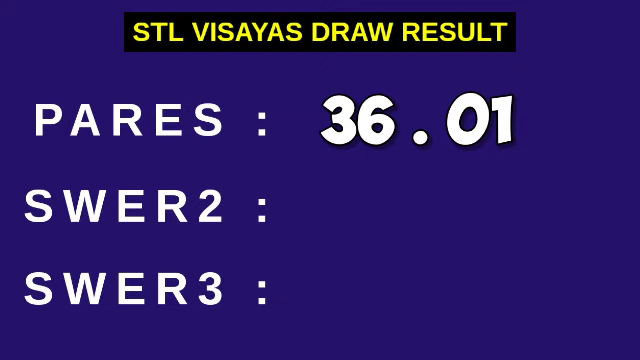 STL VISAYAS DRAW RESULT
PARES : 36 . 01
SWER2 :
SWER3 :